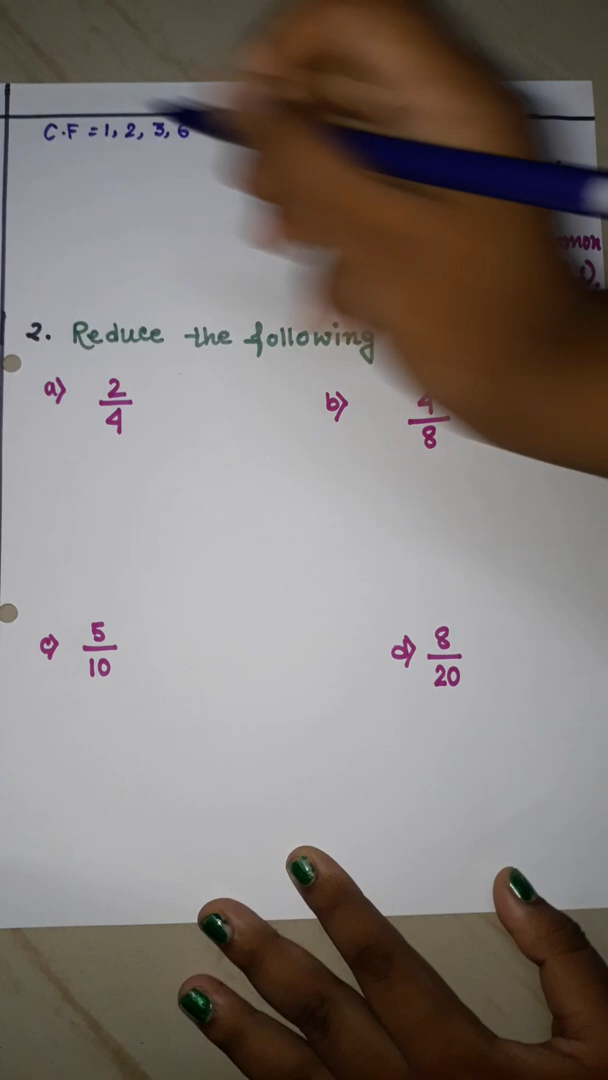 C.F = 1, 2, 3, 6
2. Reduce the following
a) 2/4
b) 4/8
c) 5/10
d) 8/20